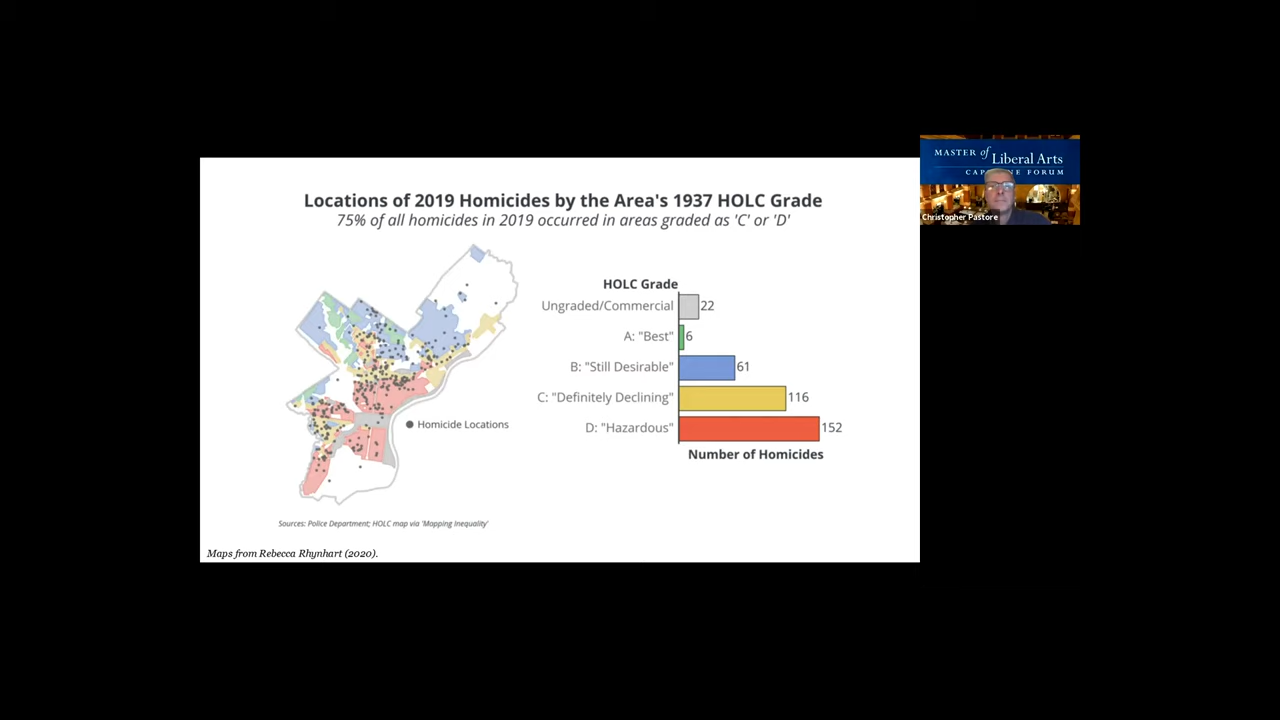 Locations of 2019 Homicides by the Area's 1937 HOLC Grade
75% of all homicides in 2019 occurred in areas graded as 'C' or 'D'
HOLC Grade
Ungraded/Commercial 22
A: "Best" 6
B: "Still Desirable" 61
C: "Definitely Declining" 116
D: "Hazardous" 152
Number of Homicides
Homicide Locations
Sources: Police Department; HOLC map via 'Mapping Inequality'
Maps from Rebecca Rhynhart (2020).
MASTER of Liberal Arts
CAP NE FORUM
Christopher Pastore